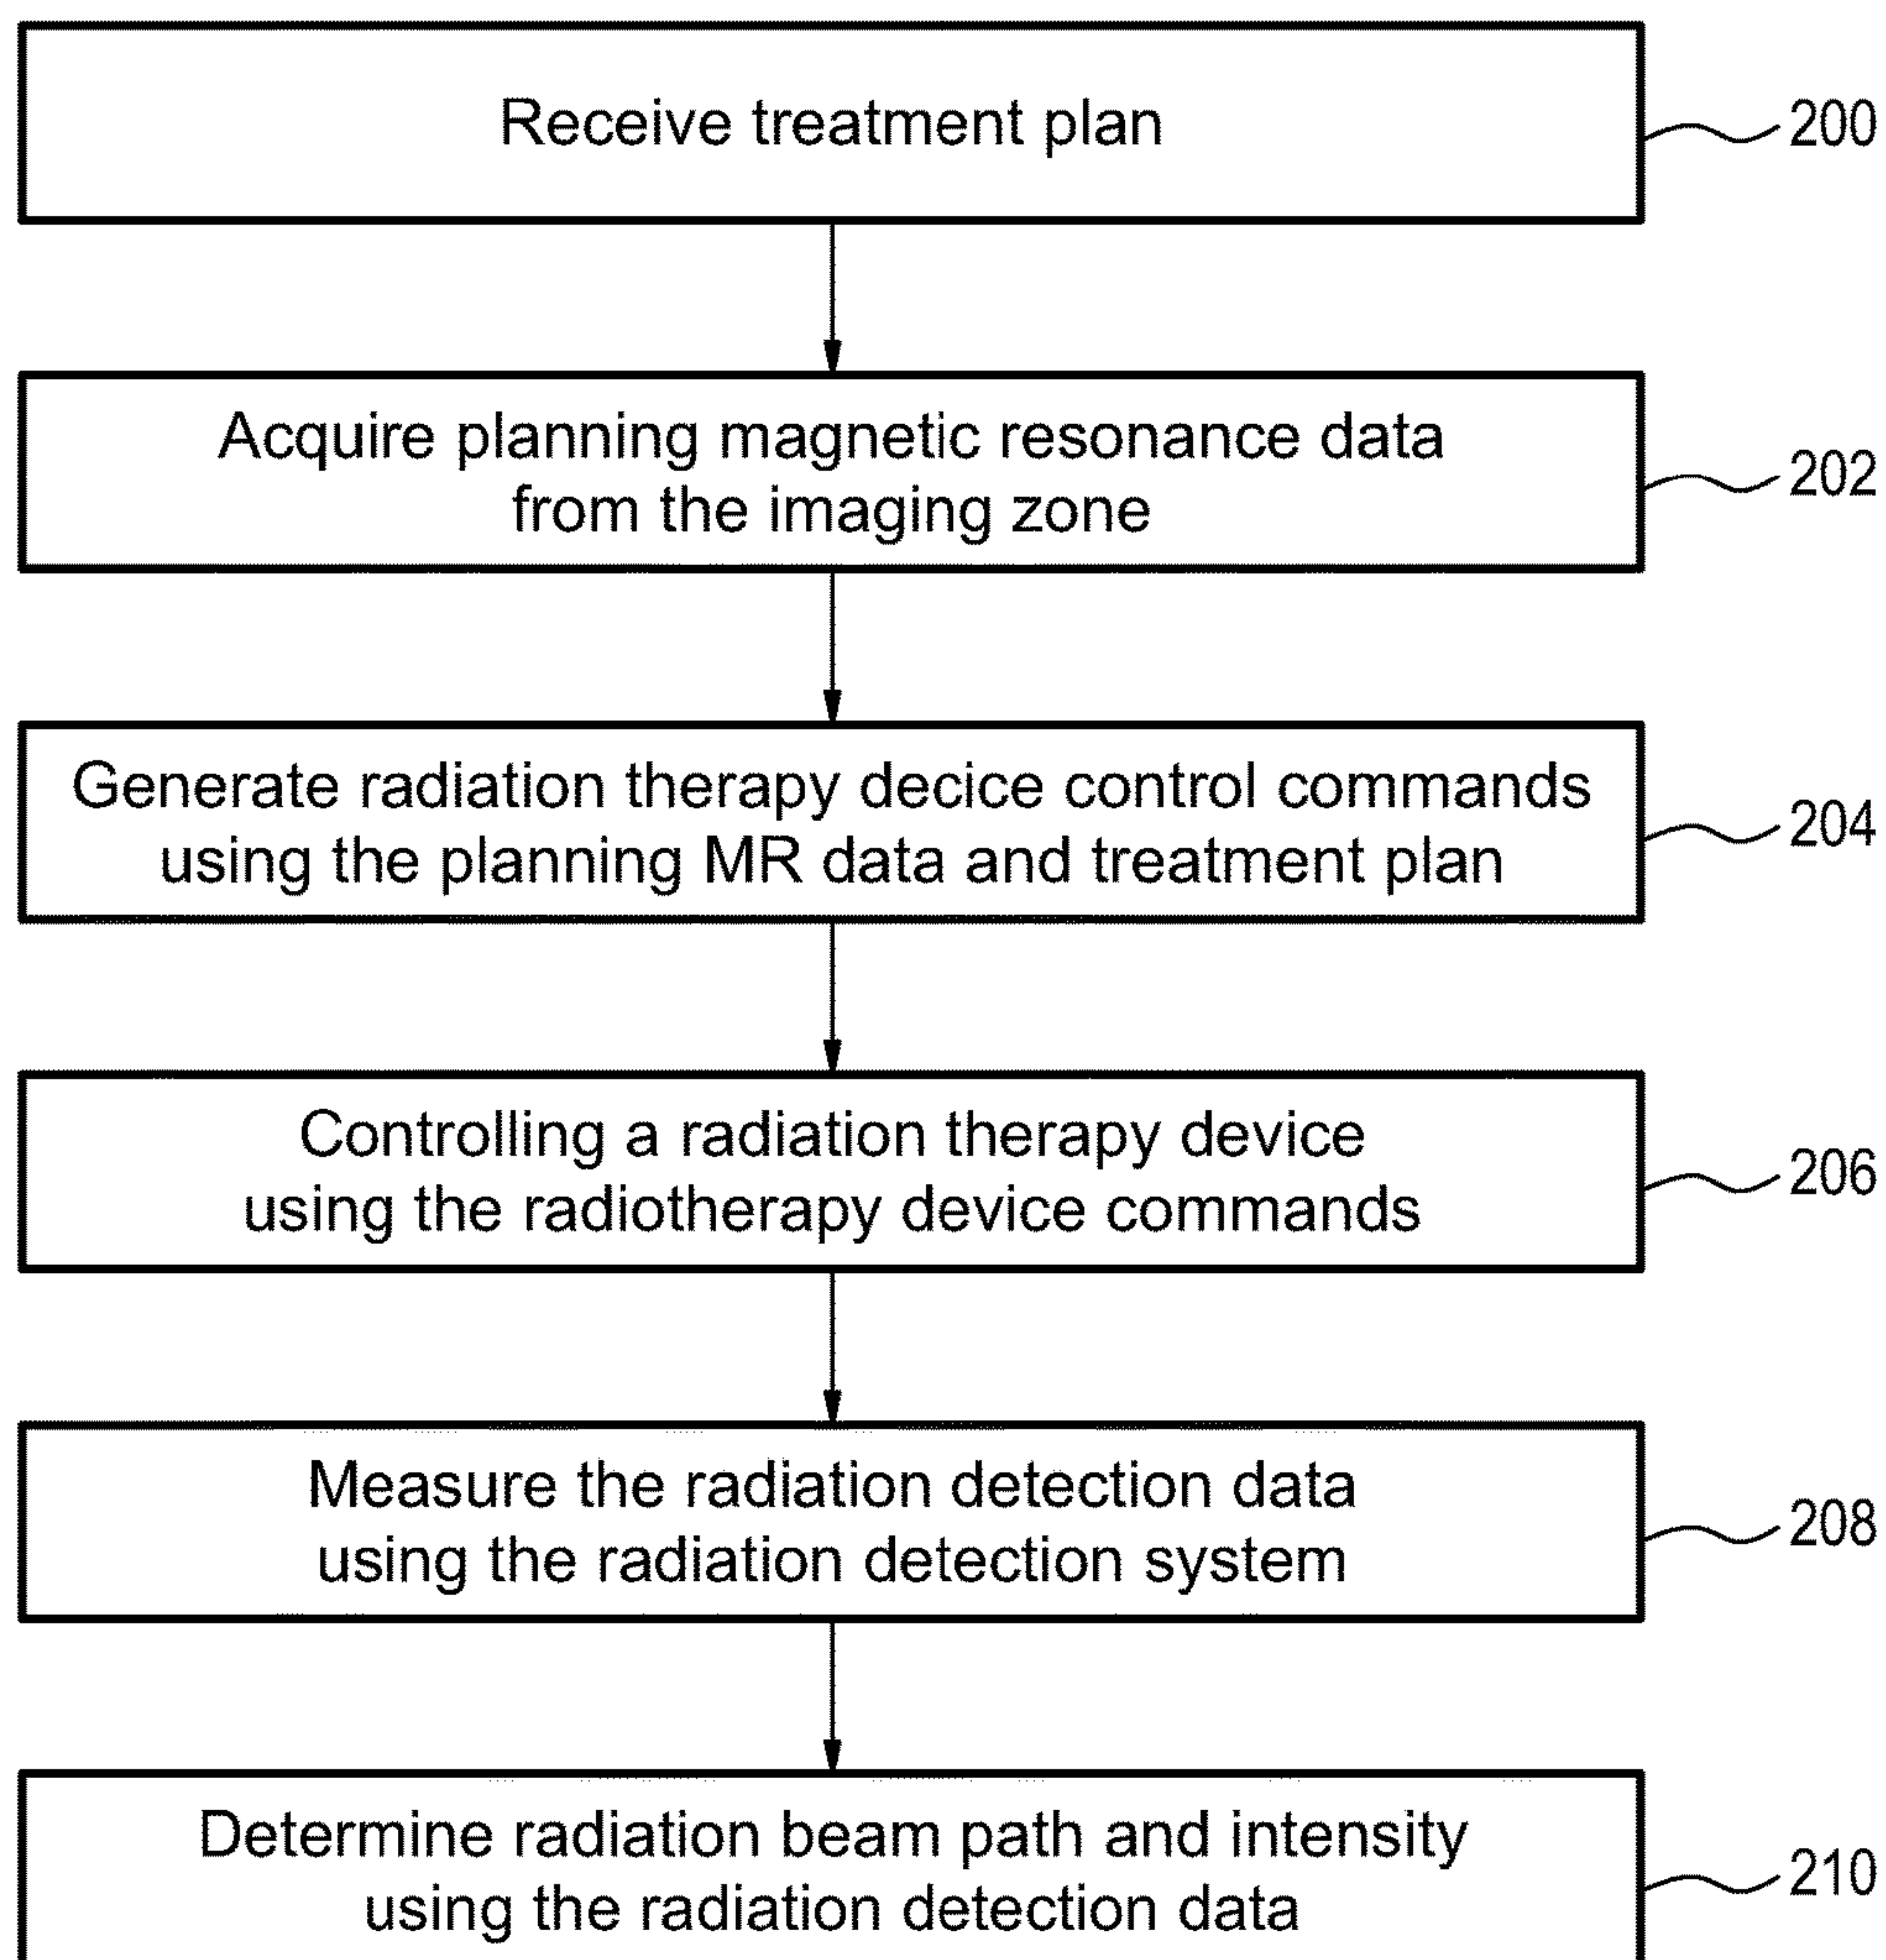 Receive treatment plan
200
Acquire planning magnetic resonance data
from the imaging zone
202
Generate radiation therapy decice control commands
using the planning MR data and treatment plan
204
Controlling a radiation therapy device
using the radiotherapy device commands
206
Measure the radiation detection data
using the radiation detection system
208
Determine radiation beam path and intensity
using the radiation detection data
210